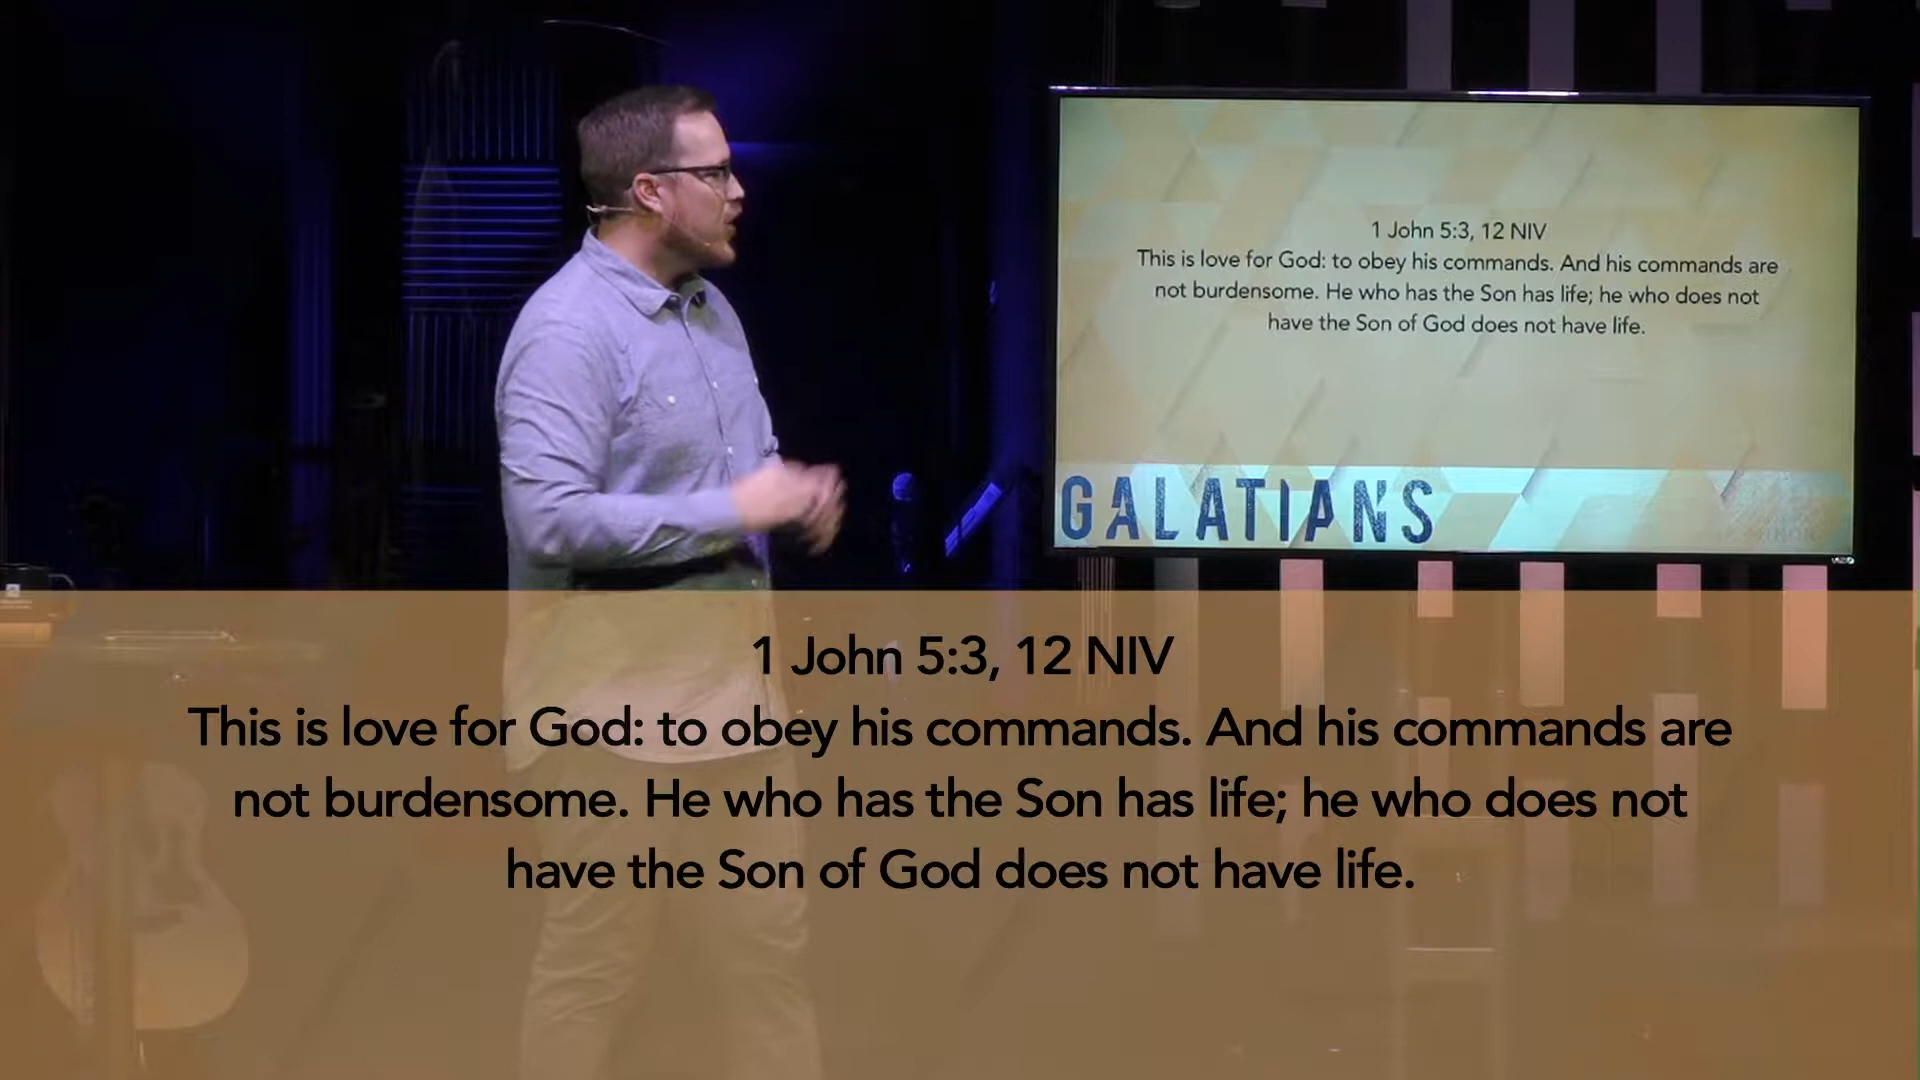 1 John 5:3, 12 NIV
This is love for God: to obey his commands. And his commands are
not burdensome. He who has the Son has life; he who does not
have the Son of God does not have life.
GALATIANS
1 John 5:3, 12 NIV
This is love for God: to obey his commands. And his commands are
not burdensome. He who has the Son has life; he who does not
have the Son of God does not have life.